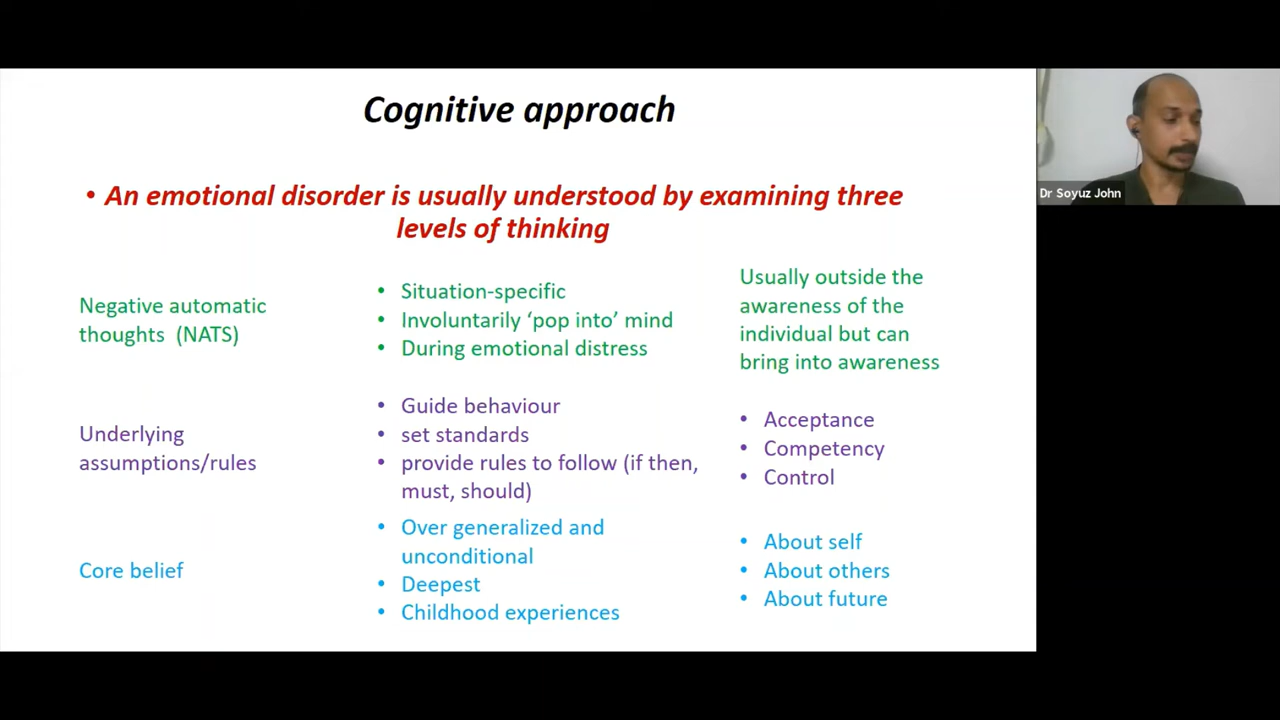 Cognitive approach
• An emotional disorder is usually understood by examining three
levels of thinking
Negative automatic
thoughts (NATS)
• Situation-specific
• Involuntarily ‘pop into’ mind
• During emotional distress
Usually outside the
awareness of the
individual but can
bring into awareness
Underlying
assumptions/rules
• Guide behaviour
• set standards
• provide rules to follow (if then,
must, should)
• Acceptance
• Competency
• Control
Core belief
• Over generalized and
unconditional
• Deepest
• Childhood experiences
• About self
• About others
• About future
Dr Soyuz John